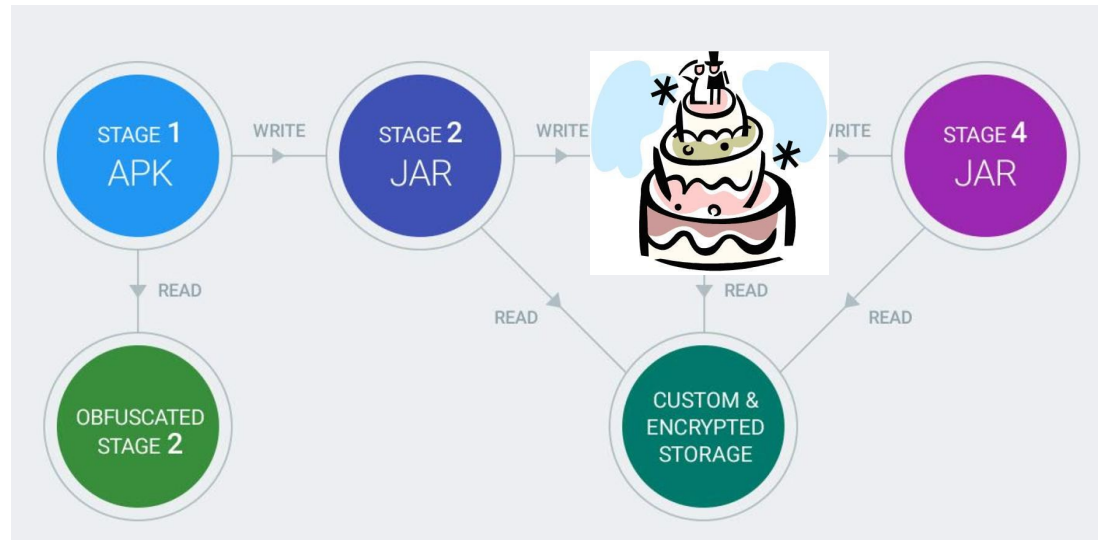 STAGE 1
APK
WRITE
STAGE 2
JAR
WRITE
WRITE
STAGE 4
JAR
READ
READ
READ
READ
OBFUSCATED
STAGE 2
CUSTOM &
ENCRYPTED
STORAGE